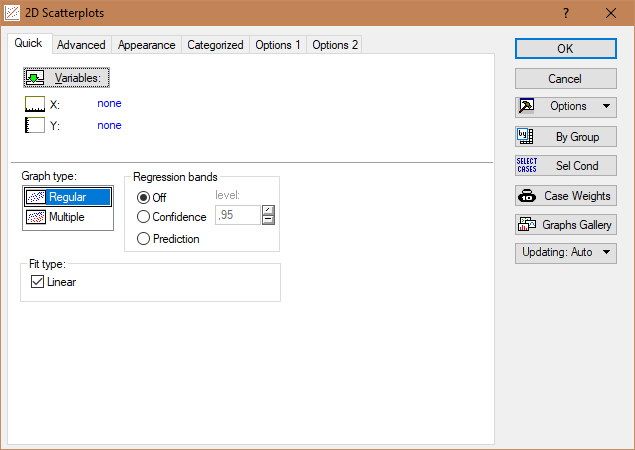 2D Scatterplots
?
Quick Advanced Appearance Categorized Options 1 Options 2
Variables:
X: none
Y: none
Graph type:
Regular
Multiple
Regression bands
Off
Confidence
Prediction
level:
,95
Fit type:
Linear
OK
Cancel
Options
by By Group
SELECT CASES Sel Cond
Case Weights
Graphs Gallery
Updating: Auto